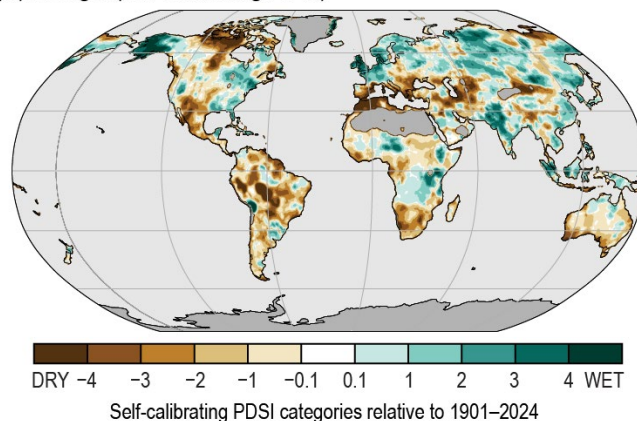 DRY −4 −3 −2 −1 −0.1 0.1 1 2 3 4 WET
Self-calibrating PDSI categories relative to 1901–2024